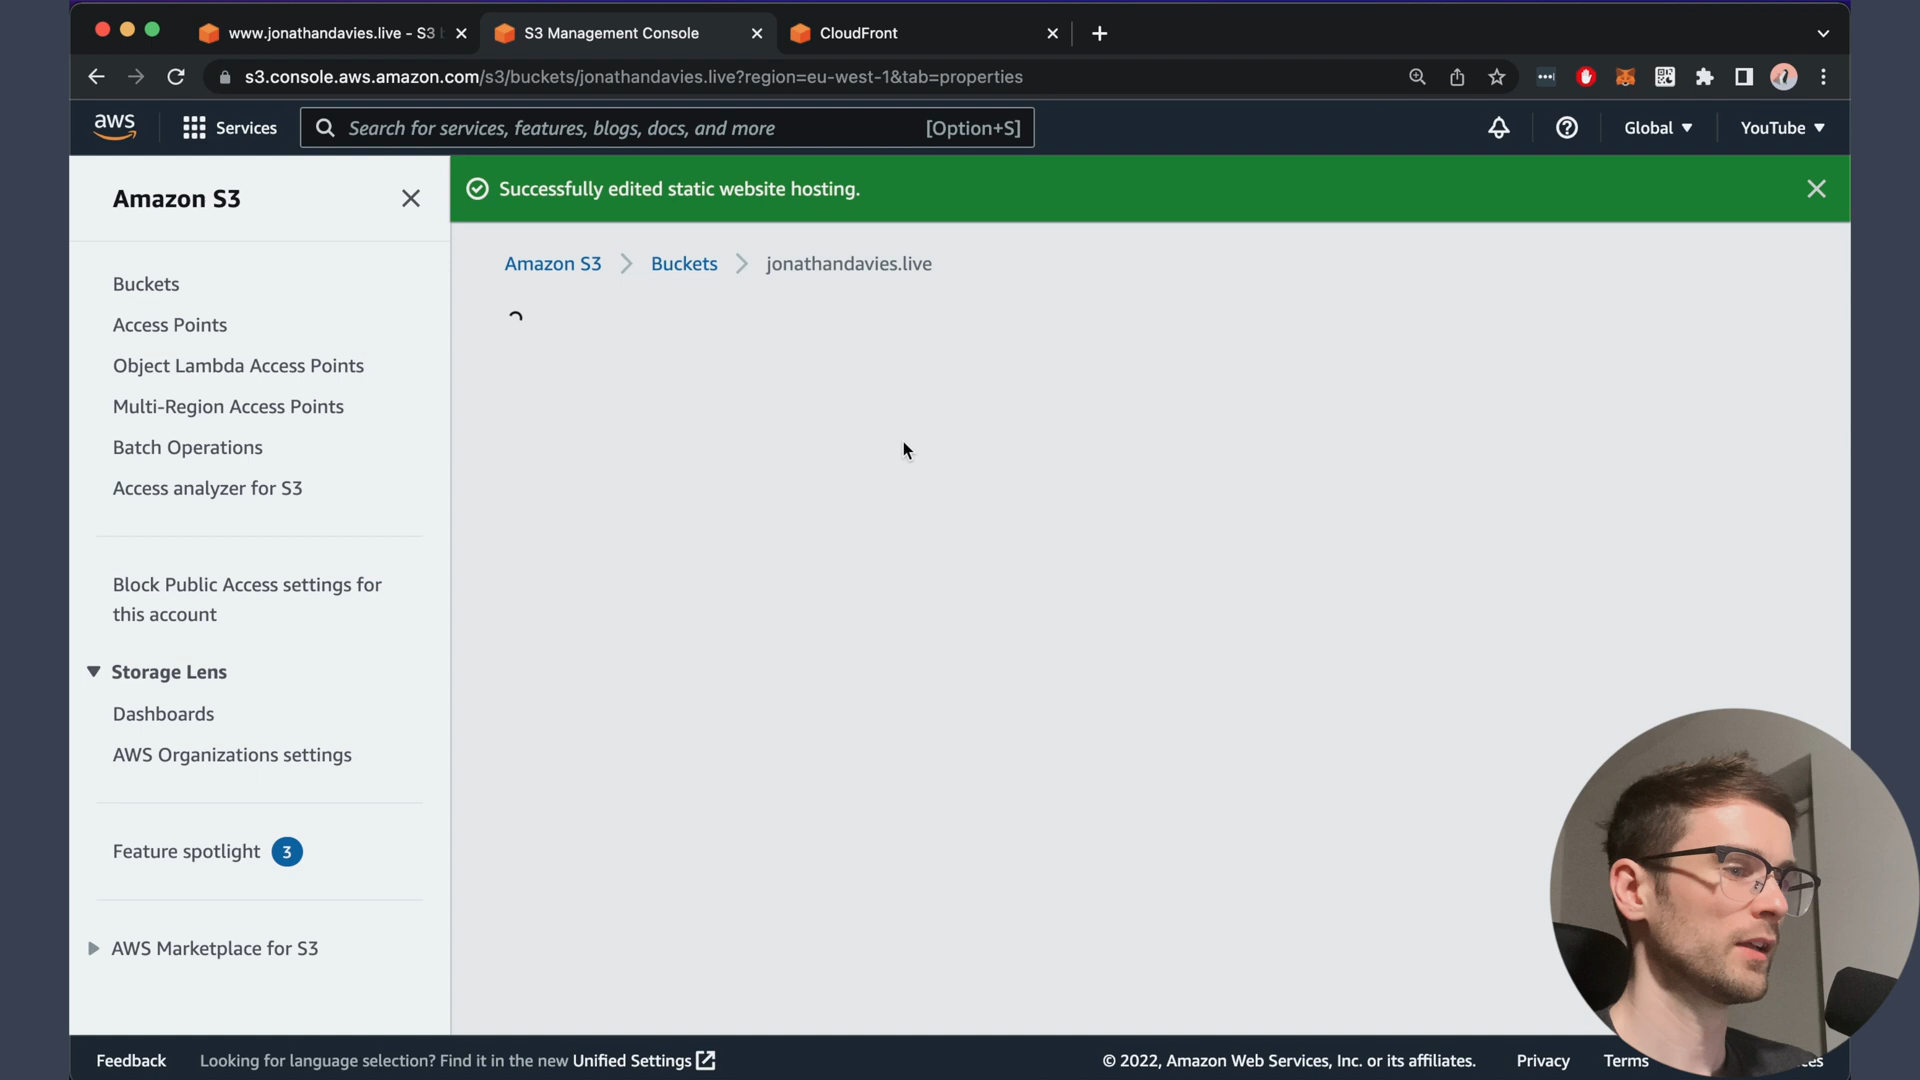 www.jonathandavies.live - S3
S3 Management Console
CloudFront
s3.console.aws.amazon.com/s3/buckets/jonathandavies.live?region=eu-west-1&tab=properties
aws
Services
Search for services, features, blogs, docs, and more
[Option+S]
Global
YouTube
Amazon S3
Successfully edited static website hosting.
Amazon S3
Buckets
jonathandavies.live
Buckets
Access Points
Object Lambda Access Points
Multi-Region Access Points
Batch Operations
Access analyzer for S3
Block Public Access settings for
this account
Storage Lens
Dashboards
AWS Organizations settings
Feature spotlight
3
AWS Marketplace for S3
Feedback
Looking for language selection? Find it in the new Unified Settings
© 2022, Amazon Web Services, Inc. or its affiliates.
Privacy
Terms